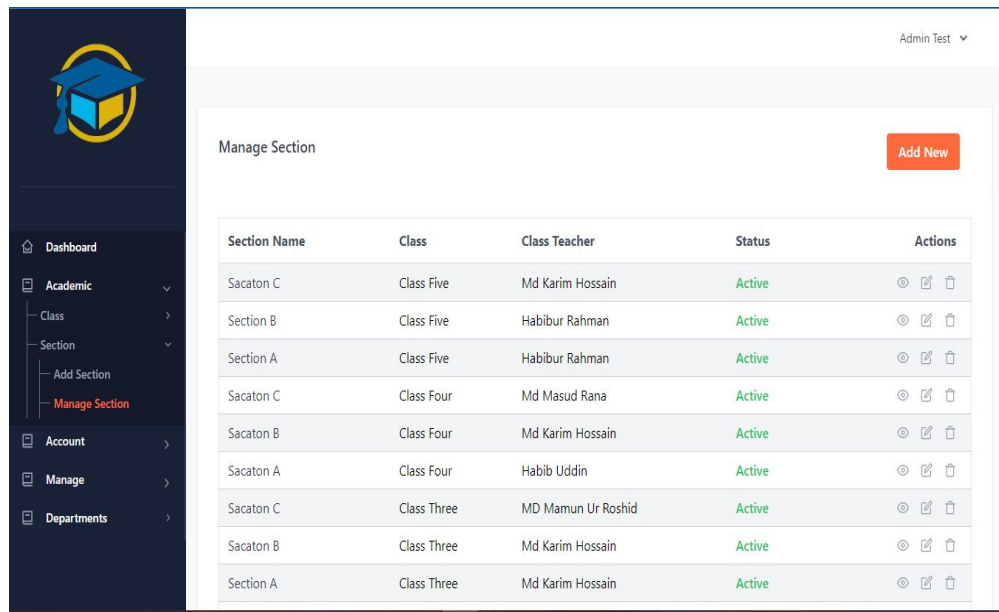 Admin Test
Manage Section
Add New
Dashboard
Academic
Class
Section
Add Section
Manage Section
Account
Manage
Departments
Section Name Class Class Teacher Status Actions
Sacaton C Class Five Md Karim Hossain Active
Section B Class Five Habibur Rahman Active
Section A Class Five Habibur Rahman Active
Sacaton C Class Four Md Masud Rana Active
Sacaton B Class Four Md Karim Hossain Active
Sacaton A Class Four Habib Uddin Active
Sacaton C Class Three MD Mamun Ur Roshid Active
Sacaton B Class Three Md Karim Hossain Active
Section A Class Three Md Karim Hossain Active